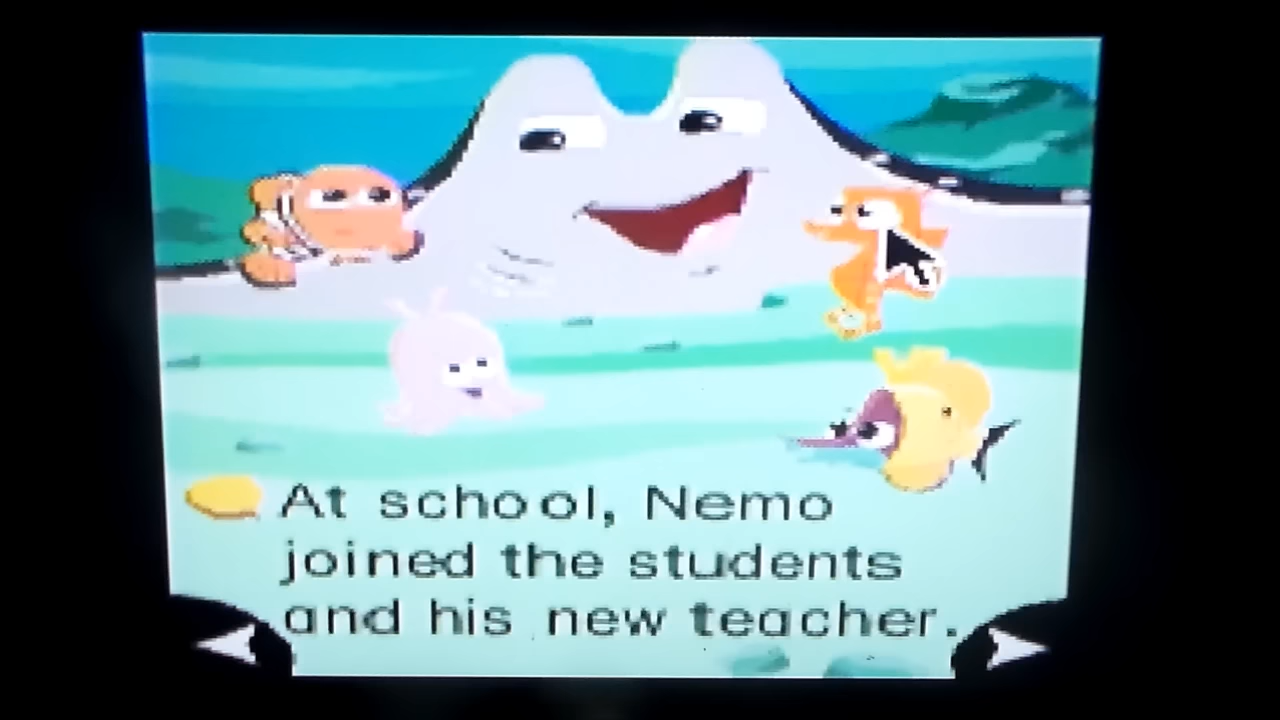 At school, Nemo
joined the students
and his new teacher.